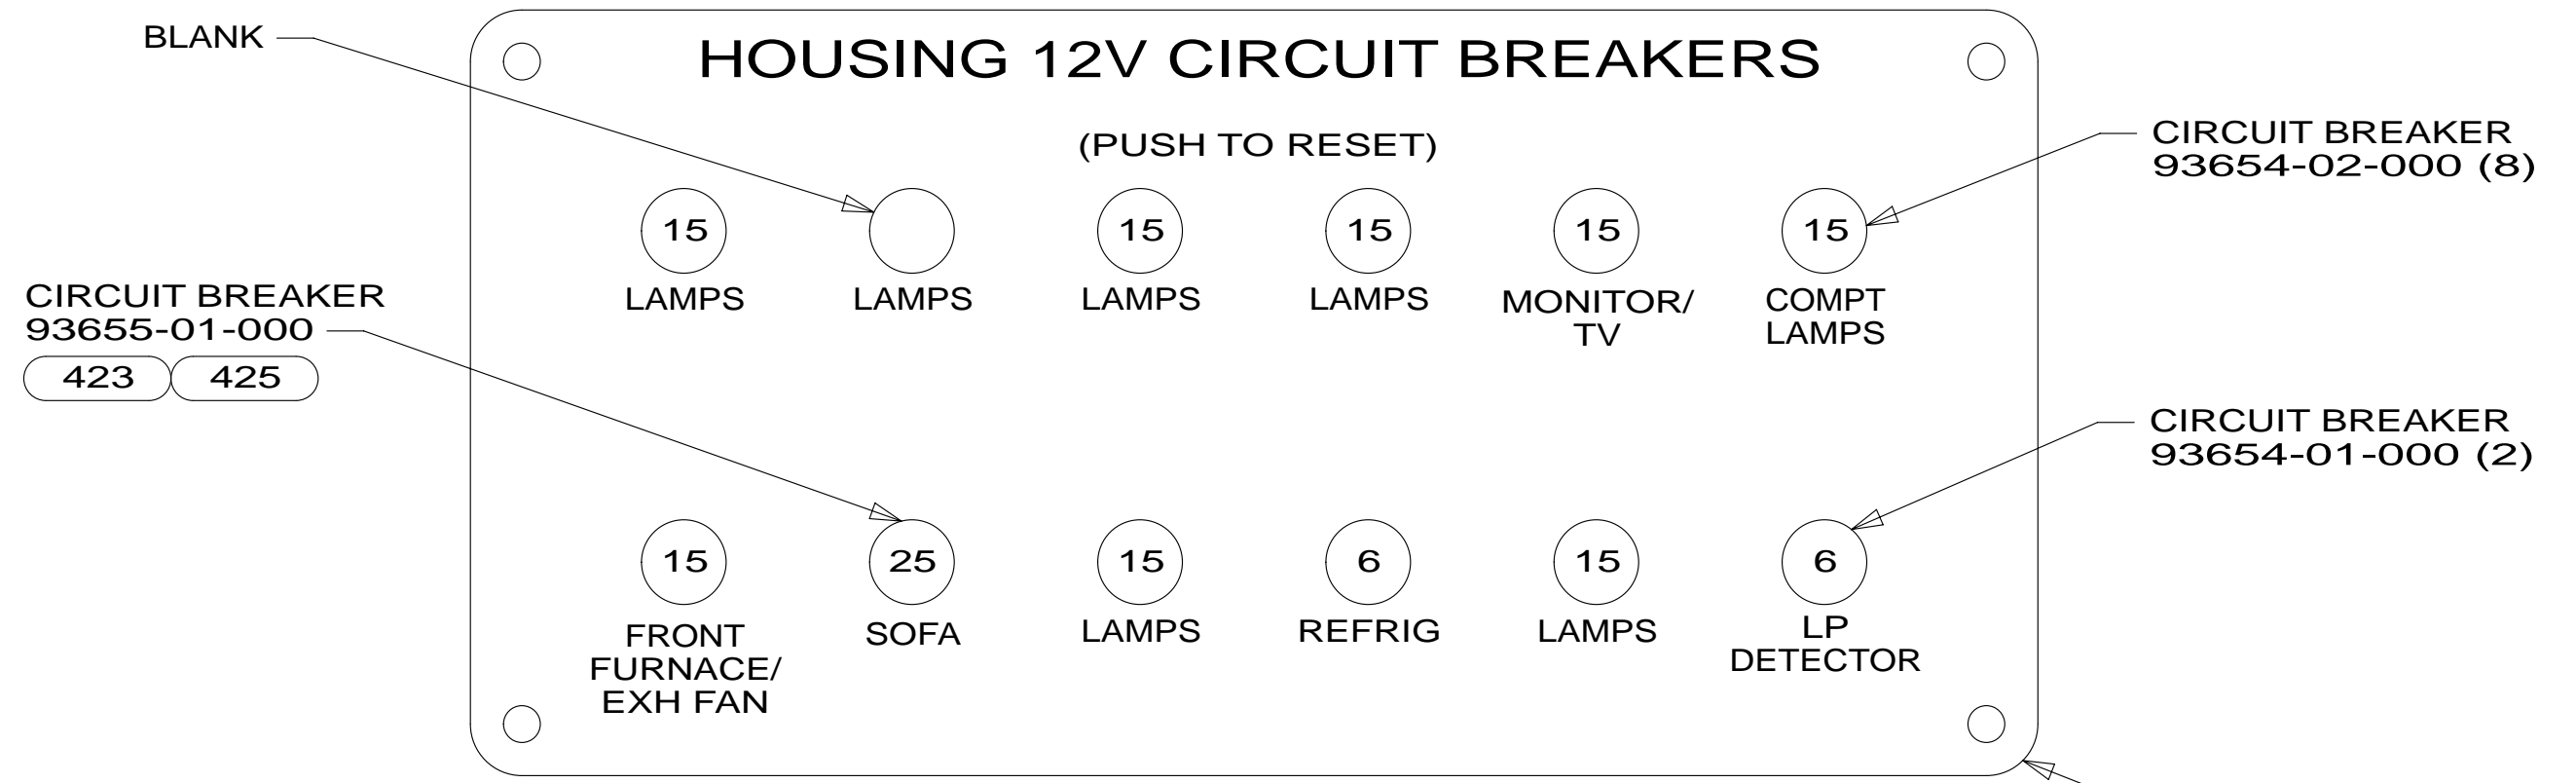 BLANK
HOUSING 12V CIRCUIT BREAKERS
(PUSH TO RESET)
CIRCUIT BREAKER
93654-02-000 (8)
15
15
15
15
15
LAMPS
LAMPS
LAMPS
LAMPS
MONITOR/
TV
COMPT
LAMPS
CIRCUIT BREAKER
93655-01-000
423
425
CIRCUIT BREAKER
93654-01-000 (2)
15
25
15
6
15
6
FRONT
FURNACE/
EXH FAN
SOFA
LAMPS
REFRIG
LAMPS
LP
DETECTOR